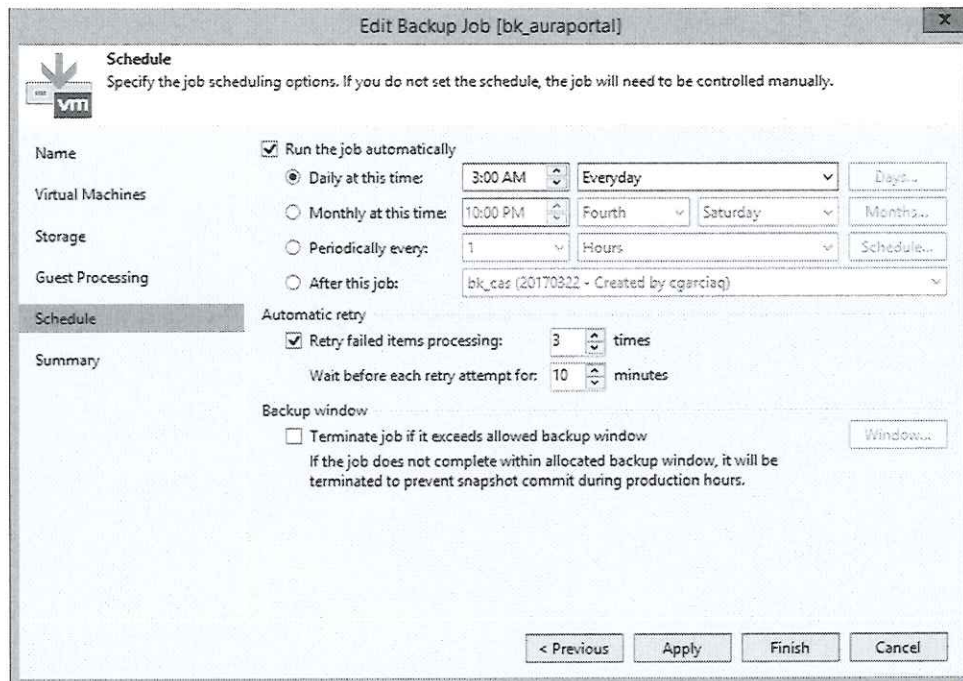 Edit Backup Job [bk_auraportal]
x
Schedule
Specify the job scheduling options. If you do not set the schedule, the job will need to be controlled manually.
vm
Name
Virtual Machines
Storage
Guest Processing
Schedule
Summary
Run the job automatically
Daily at this time: 3:00 AM Everyday Days...
Monthly at this time: 10:00 PM Fourth Saturday Months...
Periodically every: 1 Hours Schedule...
After this job: bk_cas (20170322 - Created by cgarciaq)
Automatic retry
Retry failed items processing: 3 times
Wait before each retry attempt for: 10 minutes
Backup window
Terminate job if it exceeds allowed backup window Window...
If the job does not complete within allocated backup window, it will be
terminated to prevent snapshot commit during production hours.
< Previous Apply Finish Cancel